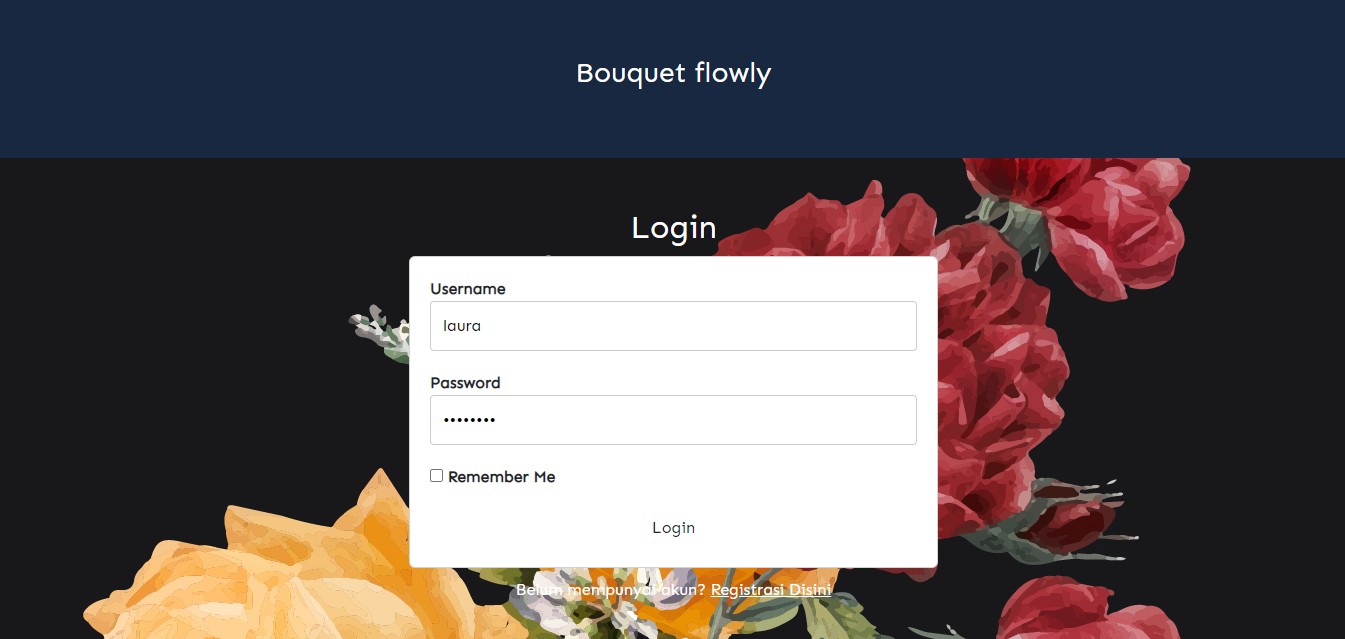 Bouquet flowly
Login
Username
laura
Password
••••••••
Remember Me
Login
Belum mempunyai akun? Registrasi Disini